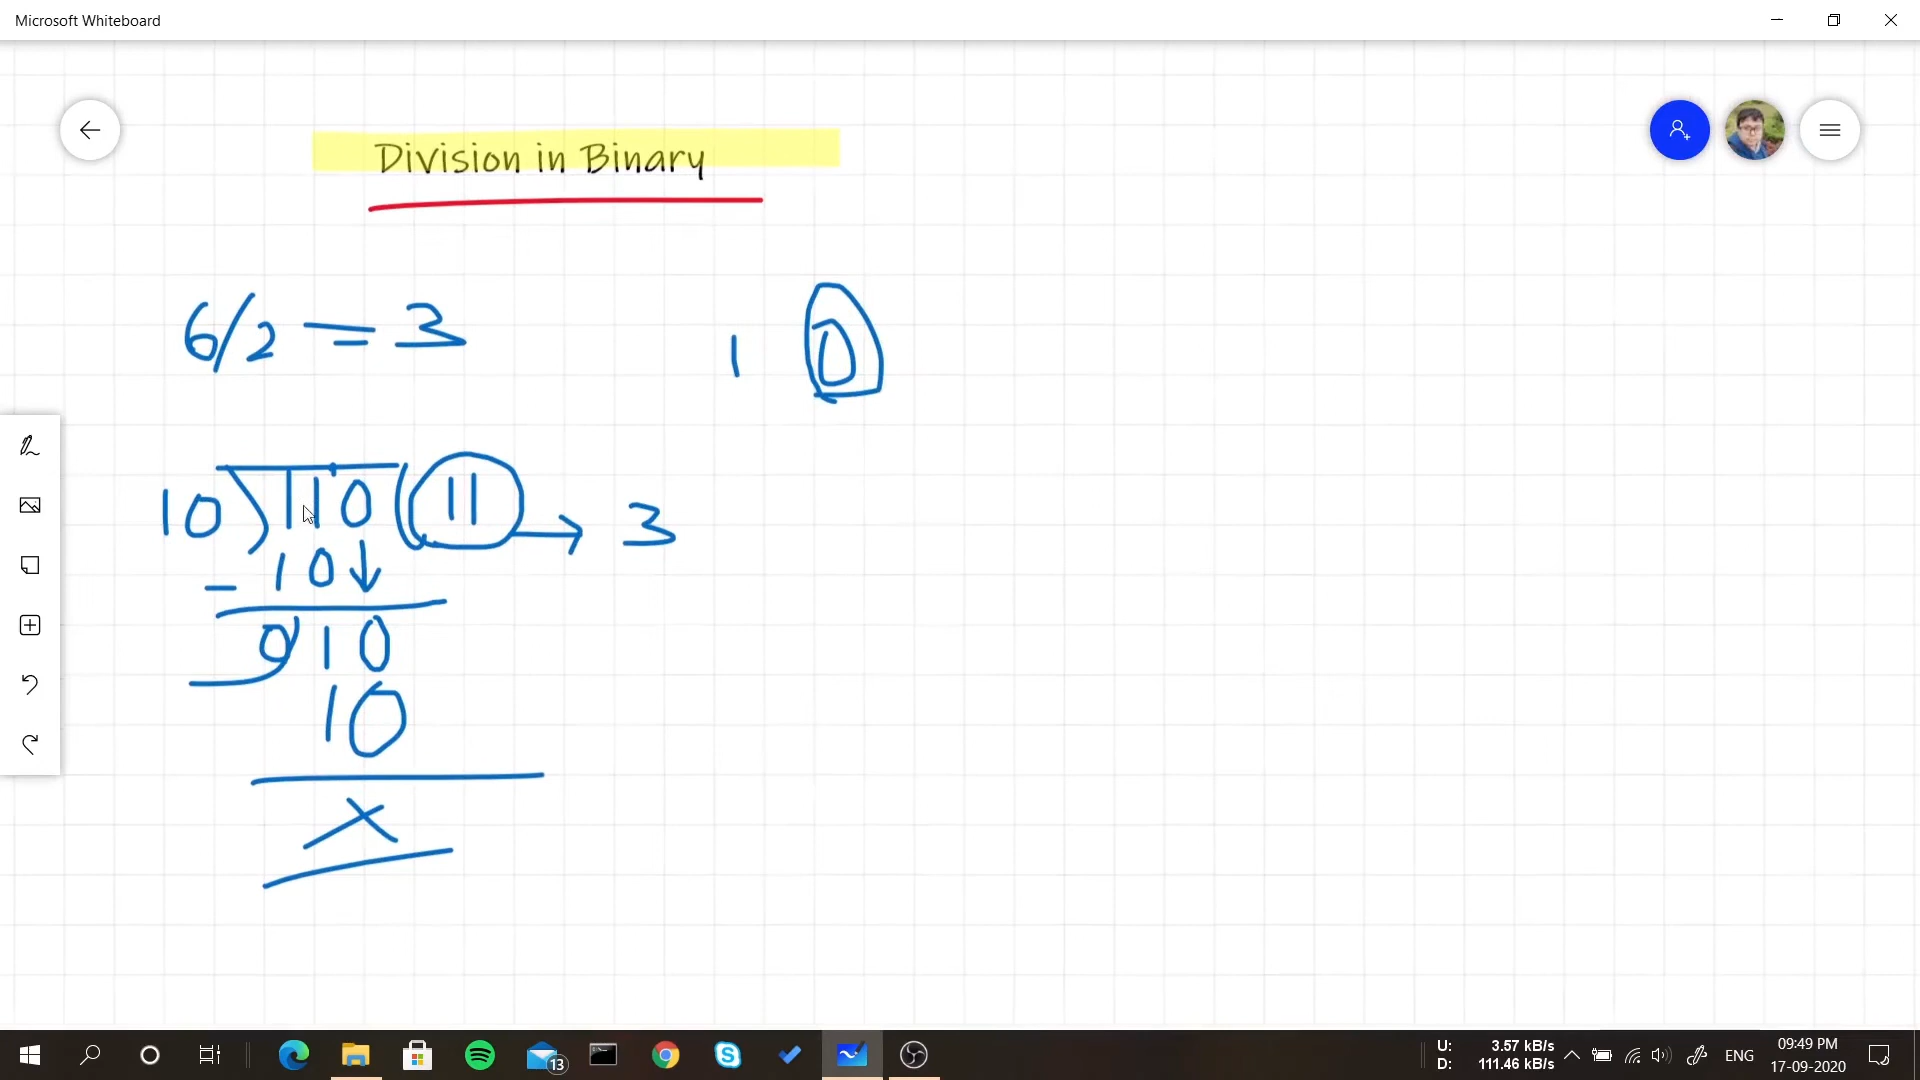 Microsoft Whiteboard
Division in Binary
6/2 = 3
1 0
10 ) 110 ( 11 → 3
- 10 ↓
010
10
x
13
U: 3.57 kB/s
D: 111.46 kB/s
ENG
09:49 PM
17-09-2020